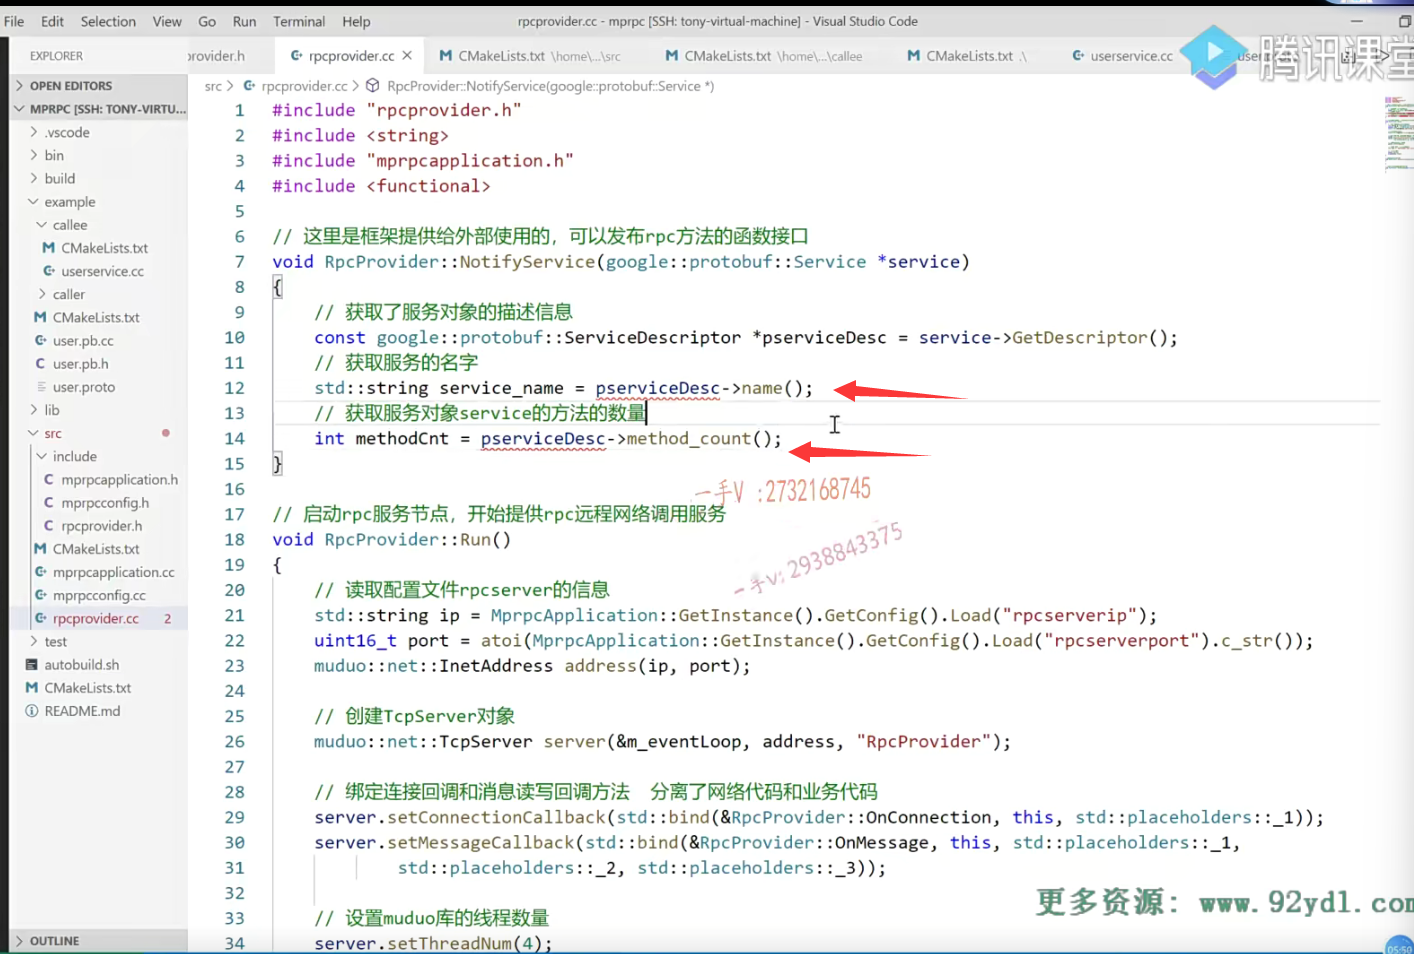 File Edit Selection View Go Run Terminal Help
rpcprovider.cc - mprpc [SSH: tony-virtual-machine] - Visual Studio Code
EXPLORER
rovider.h
rpcprovider.cc ×
CMakeLists.txt \home\...\src
CMakeLists.txt \home\...\callee
CMakeLists.txt .\
userservice.cc
腾讯课堂
OPEN EDITORS
MPRPC [SSH: TONY-VIRTU...
.vscode
bin
build
example
callee
CMakeLists.txt
userservice.cc
caller
CMakeLists.txt
user.pb.cc
user.pb.h
user.proto
lib
src
include
mprpcapplication.h
mprpcconfig.h
rpcprovider.h
CMakeLists.txt
mprpcapplication.cc
mprpcconfig.cc
rpcprovider.cc 2
test
autobuild.sh
CMakeLists.txt
README.md
OUTLINE
src > rpcprovider.cc > RpcProvider::NotifyService(google::protobuf::Service *)
1 #include "rpcprovider.h"
2 #include <string>
3 #include "mprpcapplication.h"
4 #include <functional>
5
6 // 这里是框架提供给外部使用的，可以发布rpc方法的函数接口
7 void RpcProvider::NotifyService(google::protobuf::Service *service)
8 {
9 // 获取了服务对象的描述信息
10 const google::protobuf::ServiceDescriptor *pserviceDesc = service->GetDescriptor();
11 // 获取服务的名字
12 std::string service_name = pserviceDesc->name();
13 // 获取服务对象service的方法的数量
14 int methodCnt = pserviceDesc->method_count();
15 }
16
一手V :2732168745
17 // 启动rpc服务节点，开始提供rpc远程网络调用服务
18 void RpcProvider::Run()
一手v:2938843375
19 {
20 // 读取配置文件rpcserver的信息
21 std::string ip = MprpcApplication::GetInstance().GetConfig().Load("rpcserverip");
22 uint16_t port = atoi(MprpcApplication::GetInstance().GetConfig().Load("rpcserverport").c_str());
23 muduo::net::InetAddress address(ip, port);
24
25 // 创建TcpServer对象
26 muduo::net::TcpServer server(&m_eventLoop, address, "RpcProvider");
27
28 // 绑定连接回调和消息读写回调方法 分离了网络代码和业务代码
29 server.setConnectionCallback(std::bind(&RpcProvider::OnConnection, this, std::placeholders::_1));
30 server.setMessageCallback(std::bind(&RpcProvider::OnMessage, this, std::placeholders::_1,
31 std::placeholders::_2, std::placeholders::_3));
32
更多资源: www.92ydl.com
33 // 设置muduo库的线程数量
34 server.setThreadNum(4);
05:50